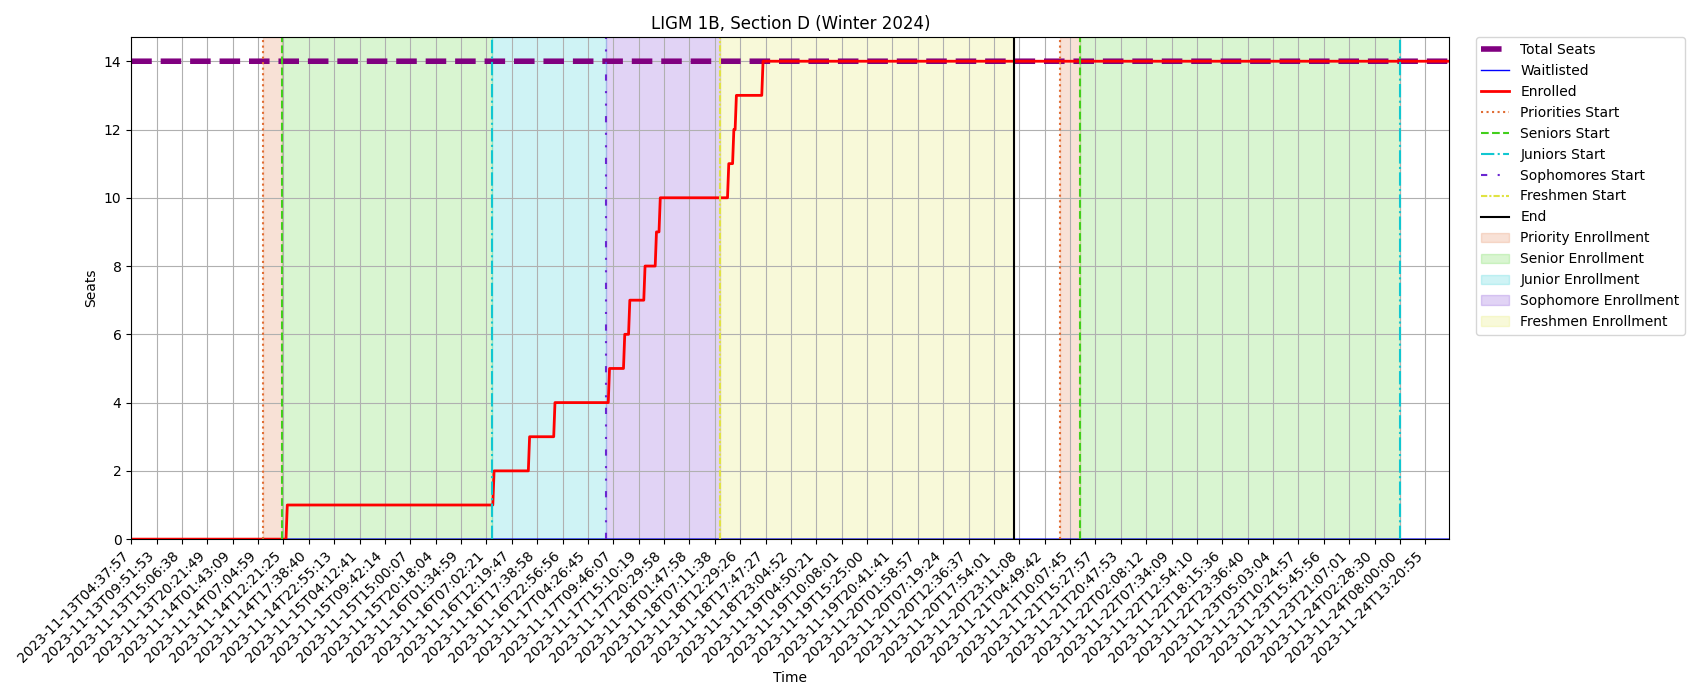 LIGM 1B, Section D (Winter 2024)
Seats
14
12
10
8
6
4
2
0
2023-11-13T04:37:57
2023-11-13T09:51:53
2023-11-13T15:06:38
2023-11-13T20:21:49
2023-11-14T01:43:09
2023-11-14T07:04:59
2023-11-14T12:21:25
2023-11-14T17:38:40
2023-11-14T22:55:13
2023-11-15T04:12:41
2023-11-15T09:42:14
2023-11-15T15:00:07
2023-11-15T20:18:04
2023-11-16T01:34:59
2023-11-16T07:02:21
2023-11-16T12:19:47
2023-11-16T17:38:58
2023-11-16T22:56:56
2023-11-17T04:26:45
2023-11-17T09:46:07
2023-11-17T15:10:19
2023-11-17T20:29:58
2023-11-18T01:47:58
2023-11-18T07:11:38
2023-11-18T12:29:26
2023-11-18T17:47:27
2023-11-18T23:04:52
2023-11-19T04:50:21
2023-11-19T10:08:01
2023-11-19T15:25:00
2023-11-19T20:41:41
2023-11-20T01:58:57
2023-11-20T07:19:24
2023-11-20T12:36:37
2023-11-20T17:54:01
2023-11-20T23:11:08
2023-11-21T04:49:42
2023-11-21T10:07:45
2023-11-21T15:27:57
2023-11-21T20:47:53
2023-11-22T02:08:12
2023-11-22T07:34:09
2023-11-22T12:54:10
2023-11-22T18:15:36
2023-11-22T23:36:40
2023-11-23T05:03:04
2023-11-23T10:24:57
2023-11-23T15:45:56
2023-11-23T21:07:01
2023-11-24T02:28:30
2023-11-24T08:00:00
2023-11-24T13:20:55
Time
Total Seats
Waitlisted
Enrolled
Priorities Start
Seniors Start
Juniors Start
Sophomores Start
Freshmen Start
End
Priority Enrollment
Senior Enrollment
Junior Enrollment
Sophomore Enrollment
Freshmen Enrollment